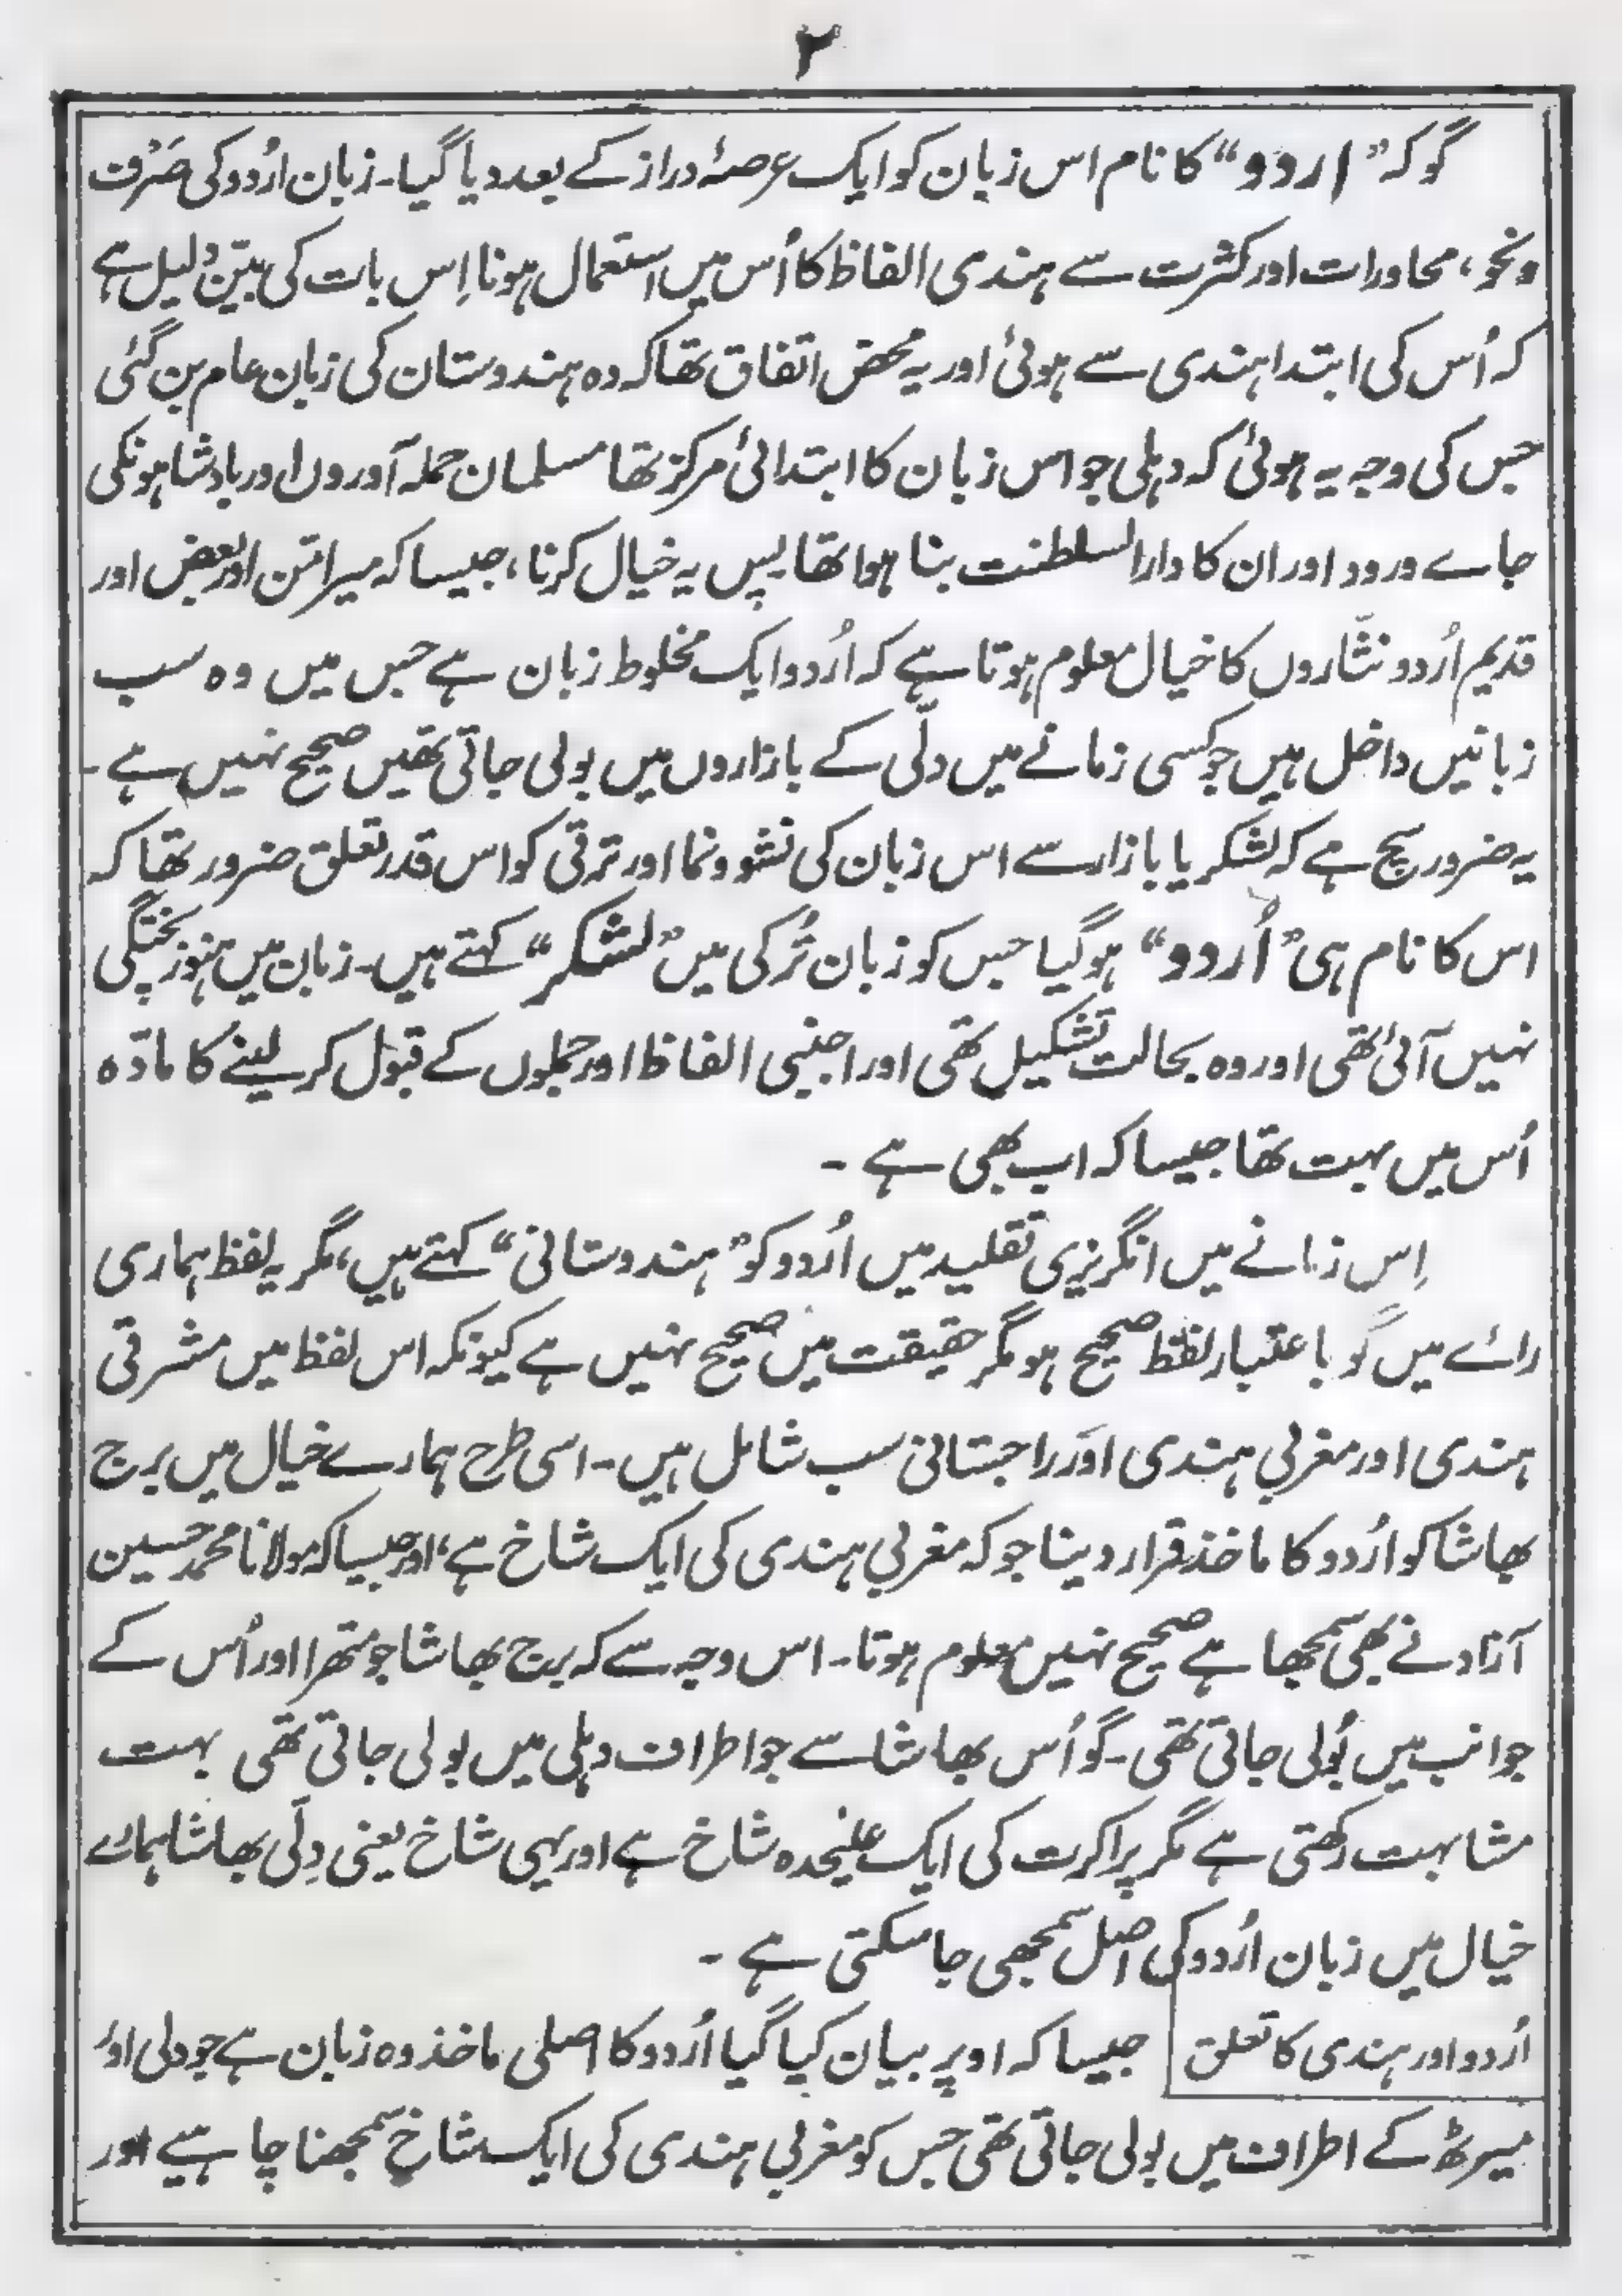 ۲
گو کہ "اردو" کا نام اس زبان کو ایک عرصۂ دراز کے بعد دیا گیا۔ زبان اردُو کی صَرف
ونحو، محاورات اور کثرت سے ہندی الفاظ کا اُس میں استعمال ہونا اِس بات کی بیّن دلیل ہے
کہ اُس کی ابتدا ہندی سے ہوئی اور یہ محض اتفاق تھا کہ وہ ہندوستان کی زبان عام بن گئی
جس کی وجہ یہ ہوئی کہ دہلی جو اس زبان کا ابتدائی مرکز تھا مسلمان حملہ آوروں اور بادشاہونکی
جاے ورود اور ان کا دارالسلطنت بنا ہوا تھا پس یہ خیال کرنا، جیسا کہ میرامّن اور بعض اور
قدیم اُردو نثّاروں کا خیال معلوم ہوتا ہے کہ اُردو ایک مخلوط زبان ہے جس میں وہ سب
زبانیں داخل ہیں جو کسی زمانے میں دلّی کے بازاروں میں بولی جاتی تھیں صحیح نہیں ہے۔
یہ ضرور سچ ہے کہ لشکر یا بازار سے اس زبان کی نشوونما اور ترقی کو اس قدر تعلق ضرور تھا کہ
اس کا نام ہی "اُردو" ہوگیا جس کو زبان تُرکی میں "لشکر" کہتے ہیں۔ زبان میں ہنوز پختگی
نہیں آئی تھی اور وہ بحالت تشکیل تھی اور اجنبی الفاظ اور جملوں کے قبول کر لینے کا مادّہ
اُس میں بہت تھا جیسا کہ اب بھی ہے ۔
اِس زمانے میں انگریزی تقلید میں اُردو کو "ہندوستانی" کہتے ہیں، مگر یہ لفظ ہماری
رائے میں گو باعتبار لفظ صحیح ہو مگر حقیقت میں صحیح نہیں ہے کیونکہ اس لفظ میں مشرقی
ہندی اور مغربی ہندی اور راجستانی سب شامل ہیں۔ اسی طرح ہمارے خیال میں برج
بھاشا کو اُردو کا ماخذ قرار دینا جو کہ مغربی ہندی کی ایک شاخ ہے، اور جیسا کہ مولانا محمد حسین
آزاد نے بھی سمجھا ہے صحیح نہیں معلوم ہوتا۔ اس وجہ سے کہ برج بھاشا جو متھرا اور اُس کے
جوانب میں بُولی جاتی تھی۔ گو اُس بھاشا سے جو اطراف دہلی میں بولی جاتی تھی بہت
مشابہت رکھتی ہے مگر پراکرت کی ایک علیٰحدہ شاخ ہے اور یہی شاخ یعنی دِلّی بھاشا ہمارے
خیال میں زبان اُردو کی اصل سمجھی جا سکتی ہے ۔
اُردو اور ہندی کا تعلق جیسا کہ اوپر بیان کیا گیا اُردو کا اصلی ماخذ وہ زبان ہے جو دلی اور
میرٹھ کے اطراف میں بولی جاتی تھی جس کو مغربی ہندی کی ایک شاخ سمجھنا چاہیے اور